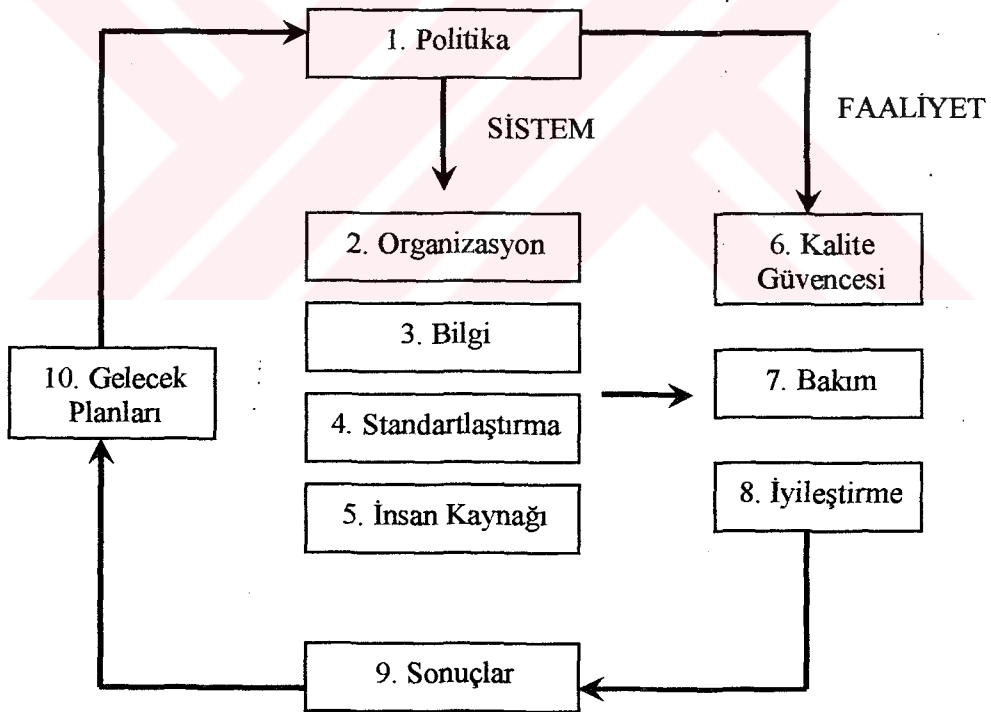 1. Politika
SİSTEM
FAALİYET
2. Organizasyon
3. Bilgi
4. Standartlaştırma
5. İnsan Kaynağı
6. Kalite
Güvencesi
7. Bakım
8. İyileştirme
9. Sonuçlar
10. Gelecek
Planları